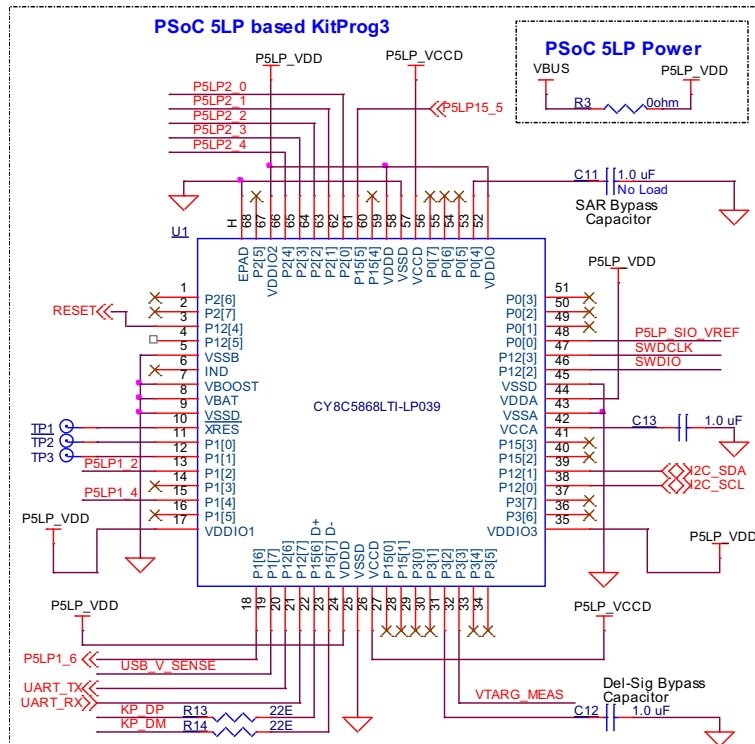 PSoC 5LP based KitProg3
PSoC 5LP Power
P5LP_VDD
P5LP_VCCD
VBUS
P5LP_VDD
R3
0ohm
P5LP2_0
P5LP2_1
P5LP2_2
P5LP2_3
P5LP2_4
P5LP15_5
C11
1.0 uF
No Load
SAR Bypass
Capacitor
U1
H
68
67
66
65
64
63
62
61
60
59
58
57
56
55
54
53
52
EPAD
P2[5]
VDDIO2
P2[4]
P2[3]
P2[2]
P2[1]
P2[0]
P15[5]
P15[4]
VDDD
VSSD
VCCD
P0[7]
P0[6]
P0[5]
P0[4]
VDDIO
RESET
1
2
3
4
5
6
7
8
9
10
11
12
13
14
15
16
17
P2[6]
P2[7]
P12[4]
P12[5]
VSSB
IND
VBOOST
VBAT
VSSD
XRES
P1[0]
P1[1]
P1[2]
P1[3]
P1[4]
P1[5]
VDDIO1
CY8C5868LTI-LP039
P0[3]
P0[2]
P0[1]
P0[0]
P12[3]
P12[2]
VSSD
VDDA
VSSA
VCCA
P15[3]
P15[2]
P12[1]
P12[0]
P3[7]
P3[6]
VDDIO3
51
50
49
48
47
46
45
44
43
42
41
40
39
38
37
36
35
P5LP_VDD
P5LP_SIO_VREF
SWDCLK
SWDIO
C13
1.0 uF
I2C_SDA
I2C_SCL
P5LP_VDD
TP1
TP2
TP3
P5LP1_2
P5LP1_4
P5LP_VDD
P1[6]
P1[7]
P12[6]
P12[7]
P15[6] D+
P15[7] D-
VDDD
VSSD
VCCD
P15[0]
P15[1]
P3[0]
P3[1]
P3[2]
P3[3]
P3[4]
P3[5]
18
19
20
21
22
23
24
25
26
27
28
29
30
31
32
33
34
P5LP_VDD
P5LP_VCCD
P5LP1_6
USB_V_SENSE
UART_TX
UART_RX
KP_DP
R13
22E
KP_DM
R14
22E
VTARG_MEAS
Del-Sig Bypass
Capacitor
C12
1.0 uF